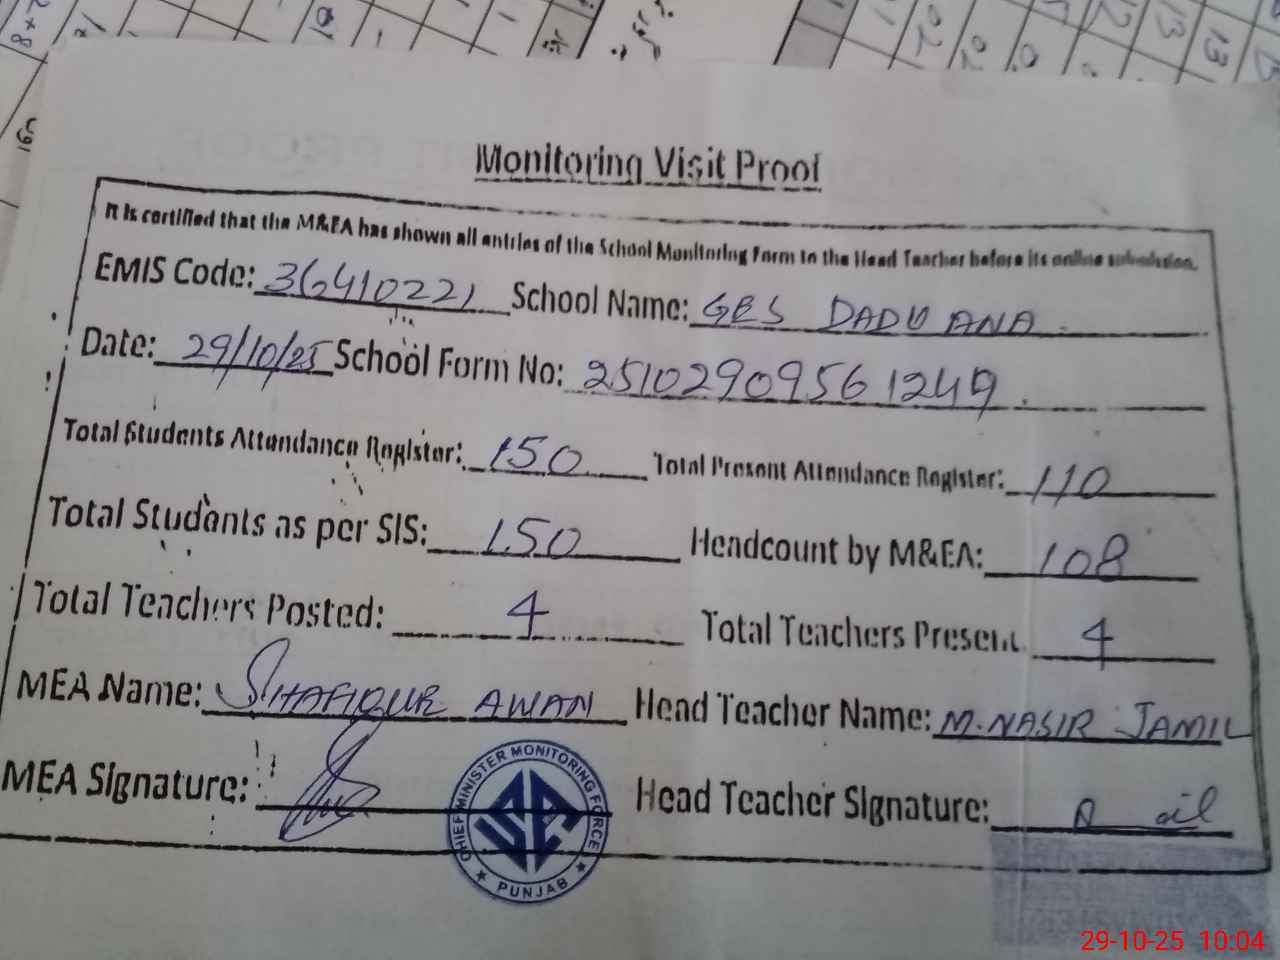 Monitoring Visit Proof
It is certified that the M&EA has shown all entries of the School Monitoring Form to the Head Teacher before its online submission.
EMIS Code: 36410221 School Name: GES DADUANA
Date: 29/10/25 School Form No: 2510290956 1249
Total Students Attendance Register: 150 Total Present Attendance Register: 110
Total Students as per SIS: 150 Headcount by M&EA: 108
Total Teachers Posted: 4 Total Teachers Present 4
MEA Name: SHAFIQUR AWAN Head Teacher Name: M. NASIR JAMIL
MEA Signature: Head Teacher Signature:
CHIEF MINISTER MONITORING FORCE
PUNJAB
29-10-25 10:04